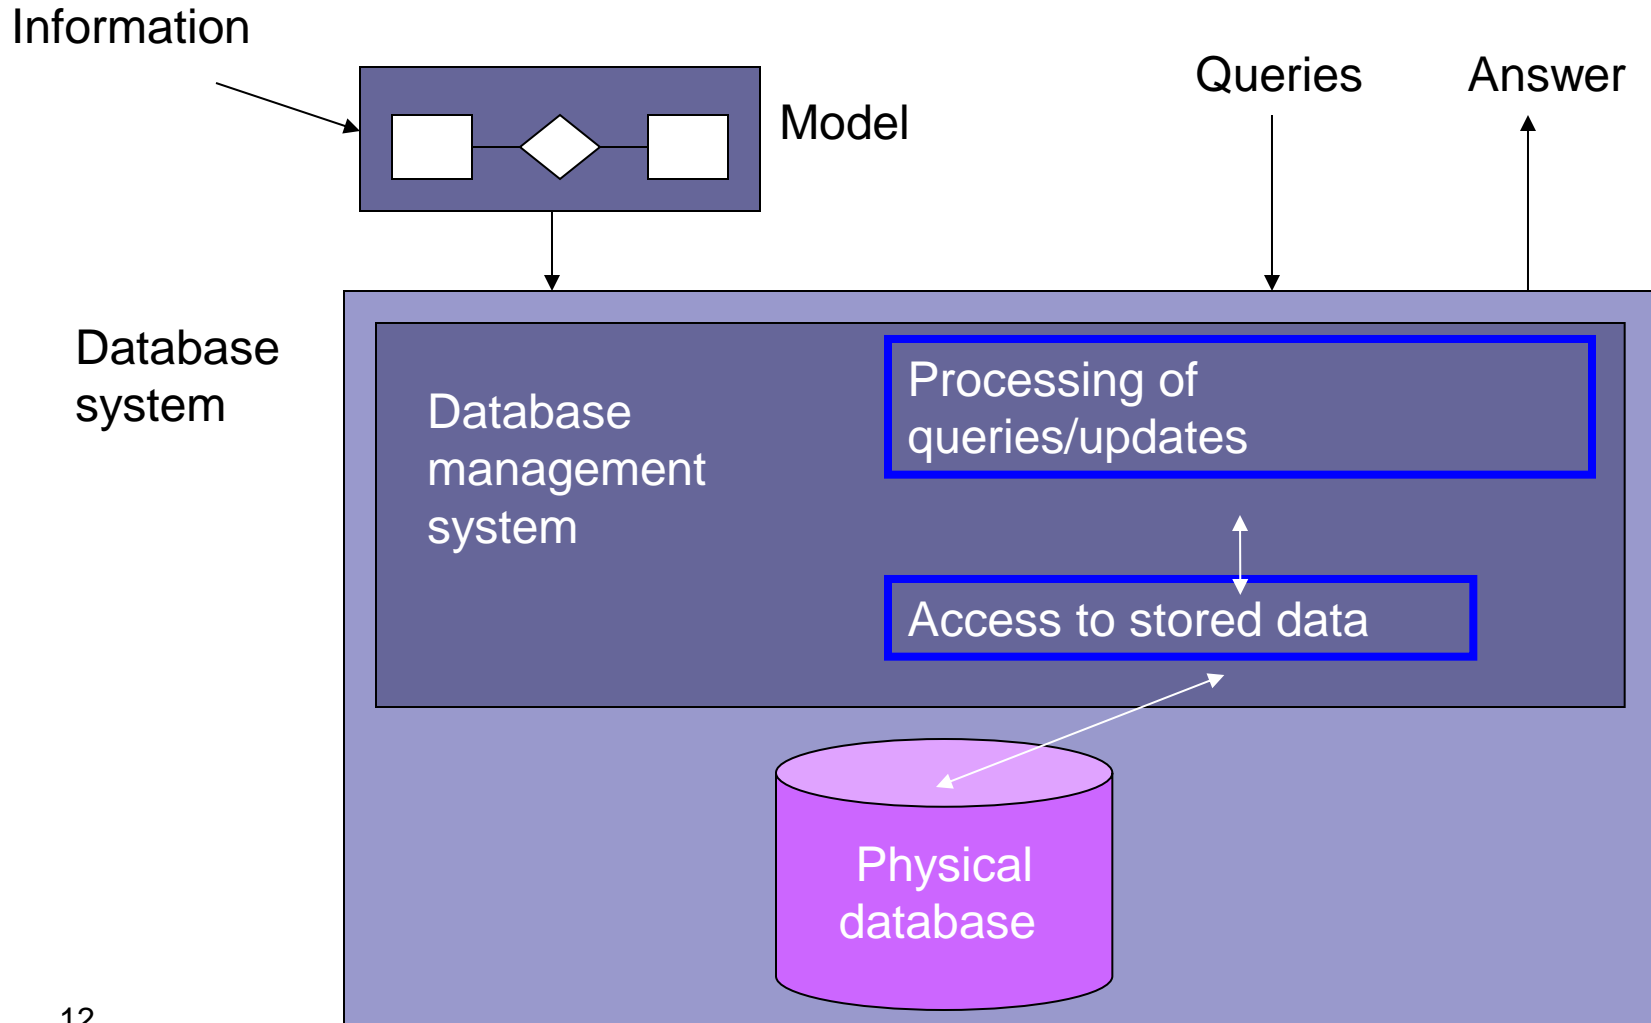 Information
Queries
Answer
Model
Database
system
Database
management
system
Processing of
queries/updates
Access to stored data
Physical
database
12